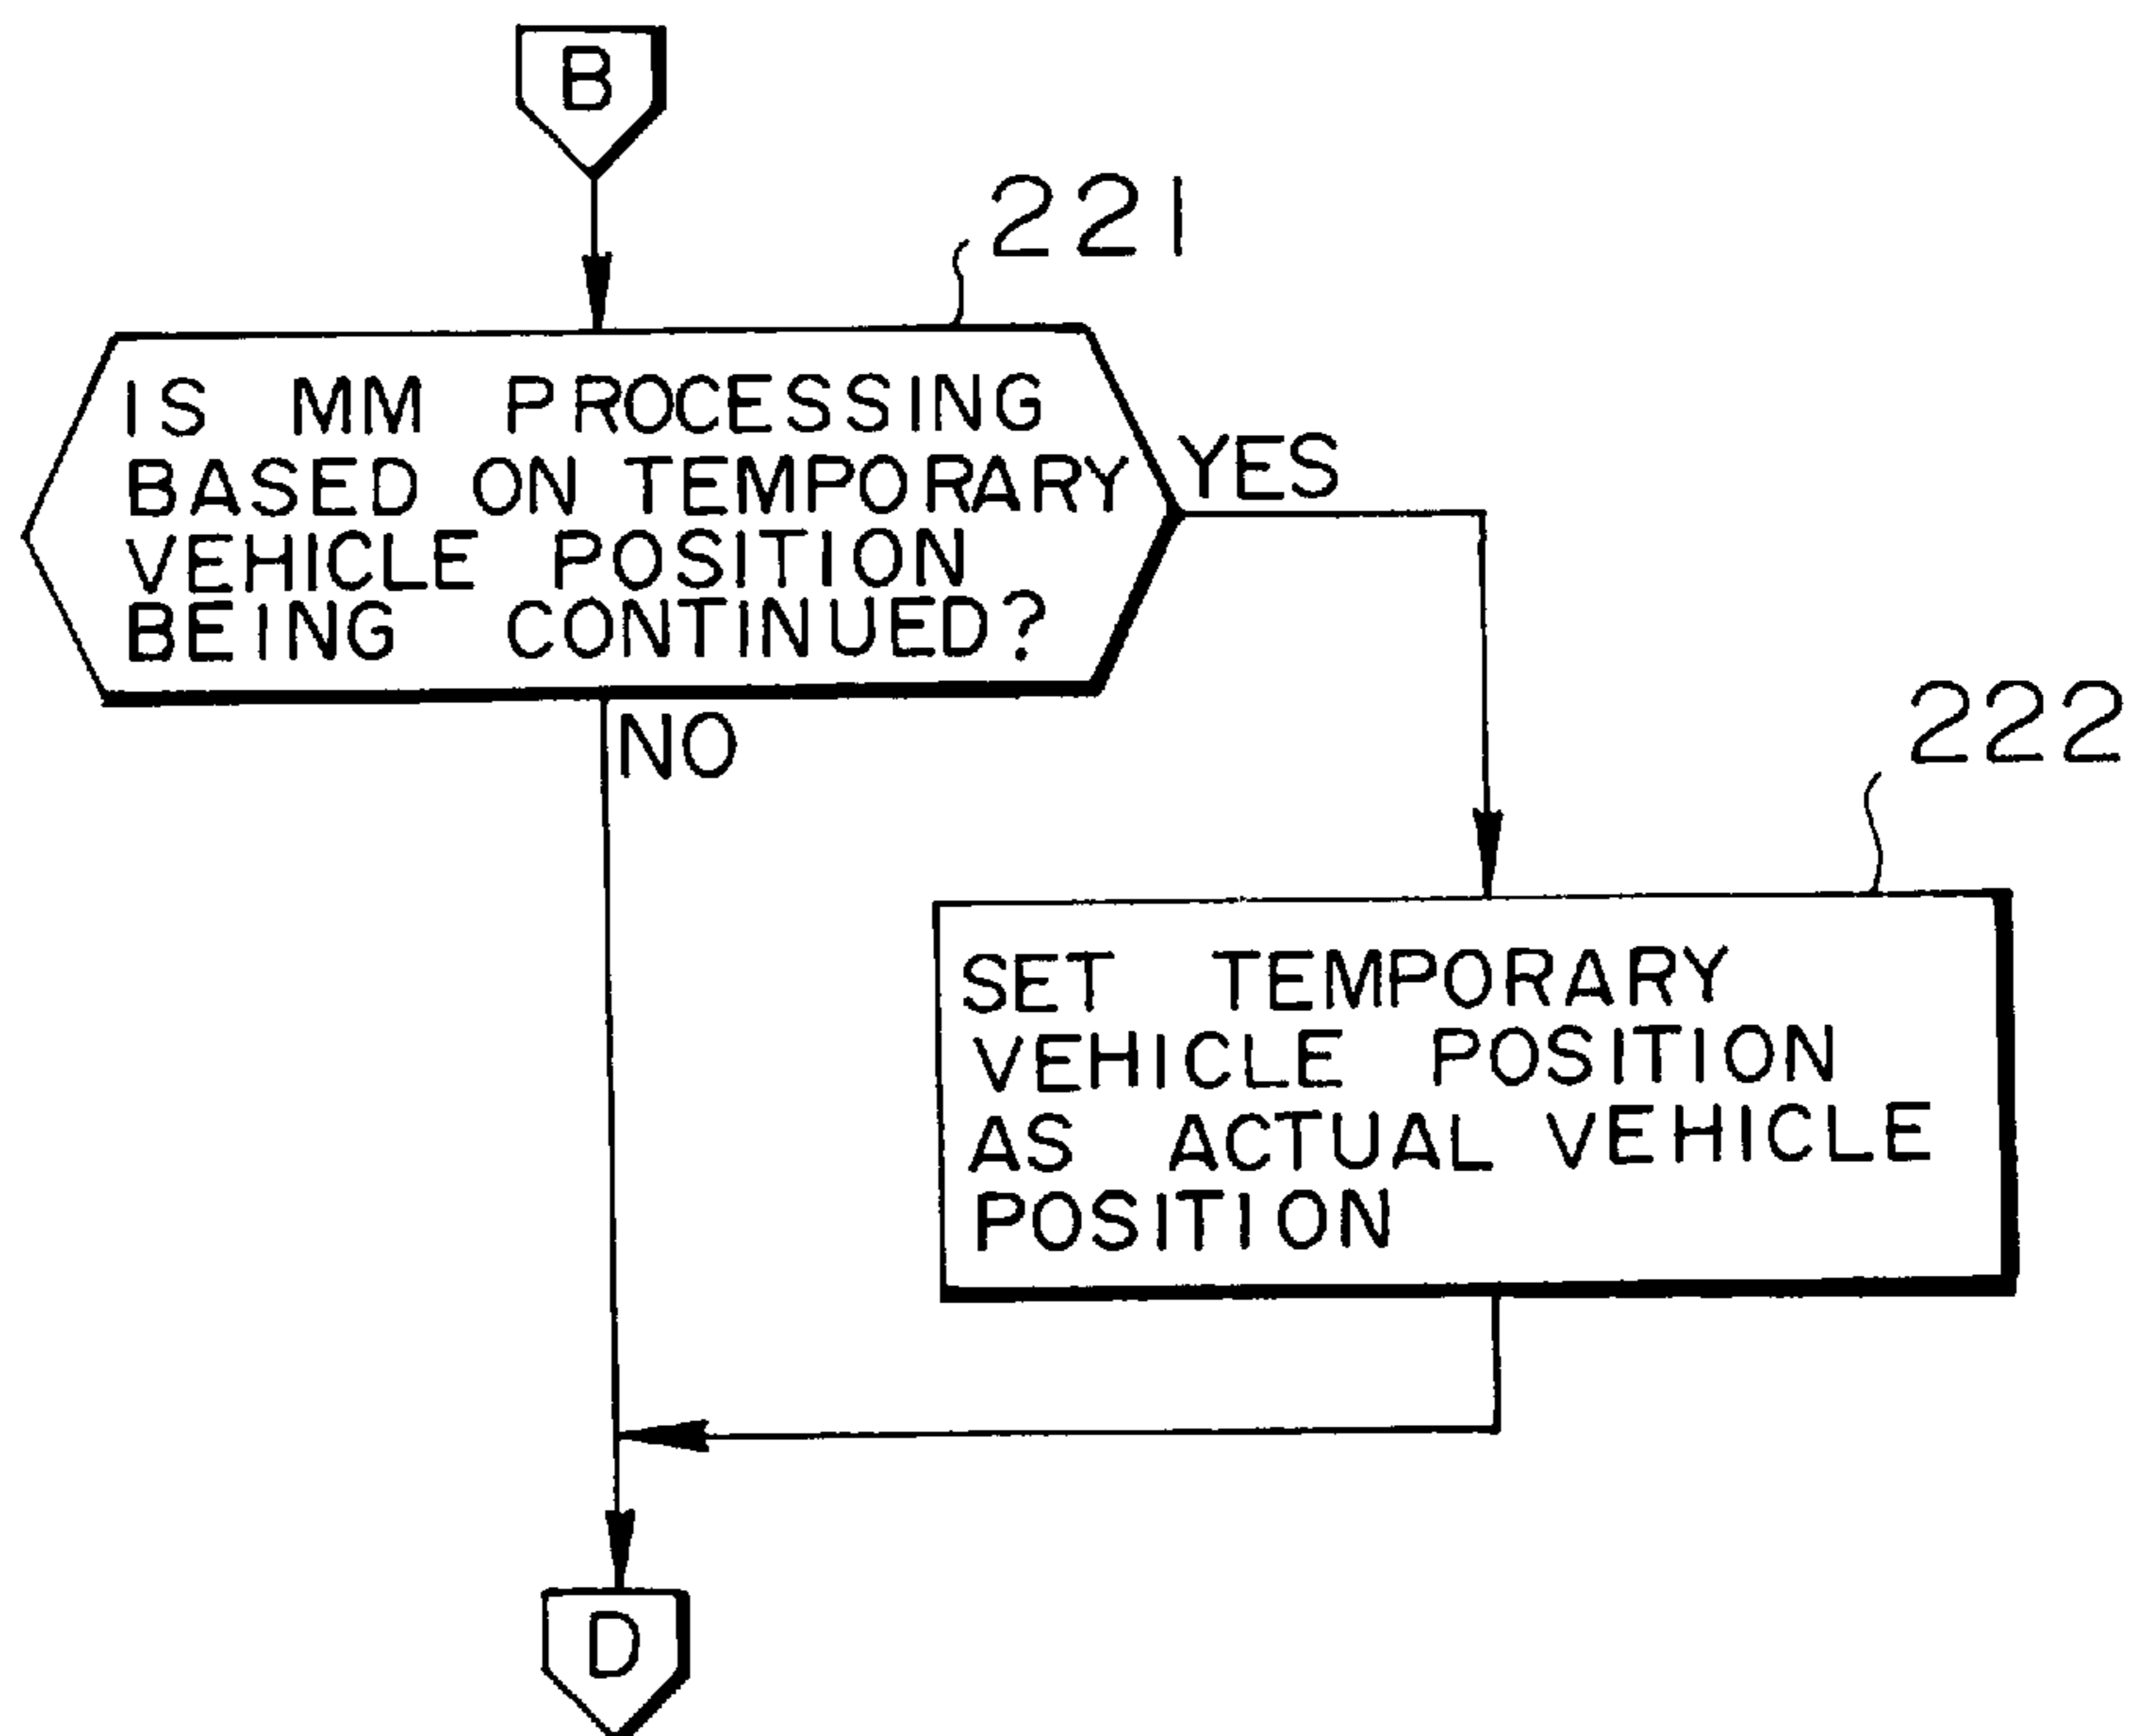 B
221
IS MM PROCESSING
BASED ON TEMPORARY
VEHICLE POSITION
BEING CONTINUED?
YES
NO
222
SET TEMPORARY
VEHICLE POSITION
AS ACTUAL VEHICLE
POSITION
D